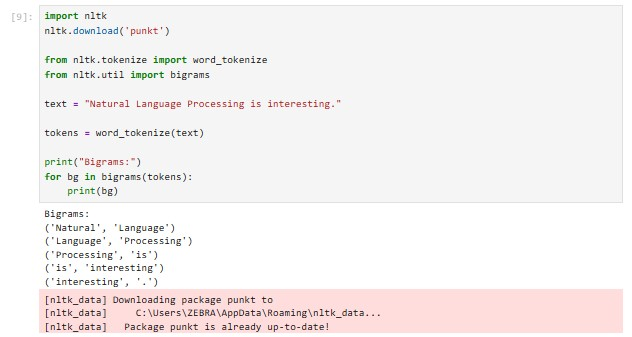 [9]: import nltk
nltk.download('punkt')
from nltk.tokenize import word_tokenize
from nltk.util import bigrams
text = "Natural Language Processing is interesting."
tokens = word_tokenize(text)
print("Bigrams:")
for bg in bigrams(tokens):
    print(bg)
Bigrams:
('Natural', 'Language')
('Language', 'Processing')
('Processing', 'is')
('is', 'interesting')
('interesting', '.')
[nltk_data] Downloading package punkt to
[nltk_data]     C:\Users\ZEBRA\AppData\Roaming\nltk_data...
[nltk_data]   Package punkt is already up-to-date!